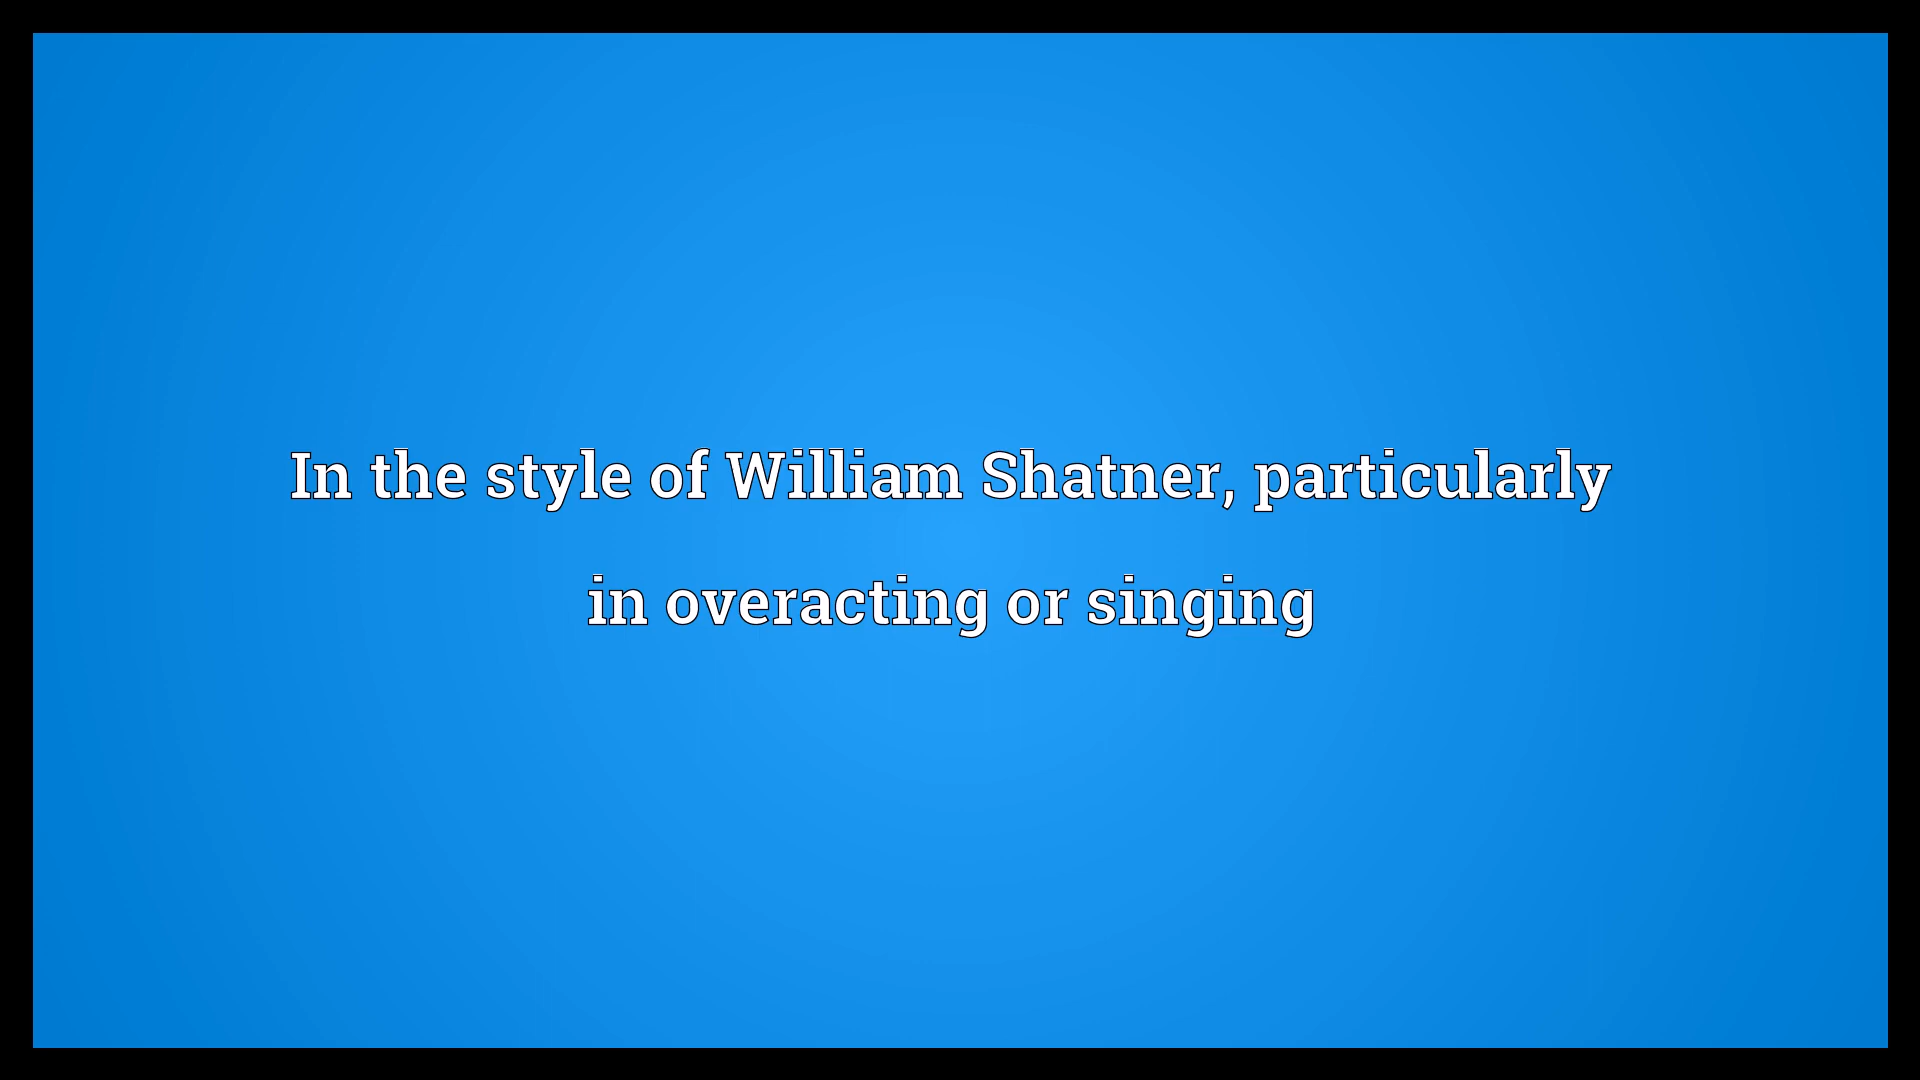 In the style of William Shatner, particularly
in overacting or singing